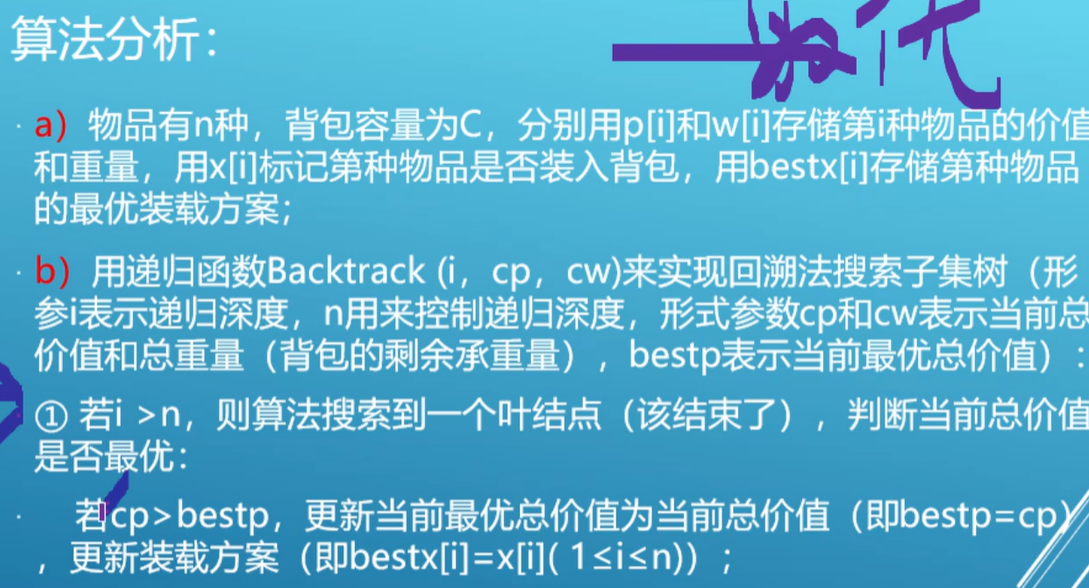 最优
算法分析：
a）物品有n种，背包容量为C，分别用p[i]和w[i]存储第i种物品的价值
和重量，用x[i]标记第种物品是否装入背包，用bestx[i]存储第种物品
的最优装载方案；
b）用递归函数Backtrack (i，cp，cw)来实现回溯法搜索子集树（形
参i表示递归深度，n用来控制递归深度，形式参数cp和cw表示当前总
价值和总重量（背包的剩余承重量），bestp表示当前最优总价值）：
① 若i >n，则算法搜索到一个叶结点（该结束了），判断当前总价值
是否最优：
若cp>bestp，更新当前最优总价值为当前总价值（即bestp=cp）
，更新装载方案（即bestx[i]=x[i]( 1≤i≤n)）；